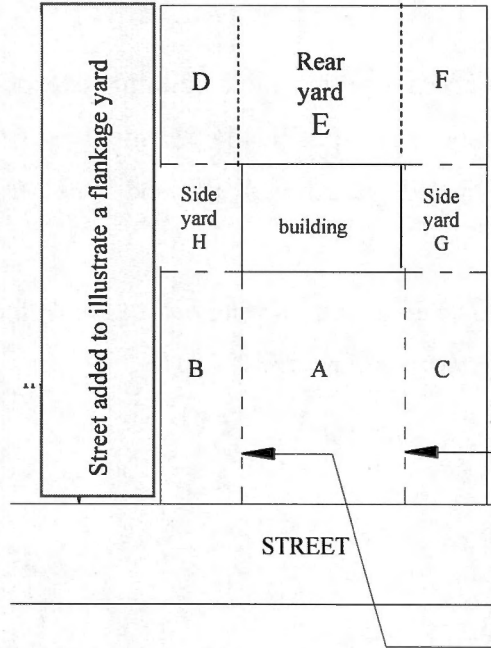 Street added to illustrate a flankage yard
D
Rear
yard
E
F
Side
yard
H
building
Side
yard
G
B
A
C
STREET